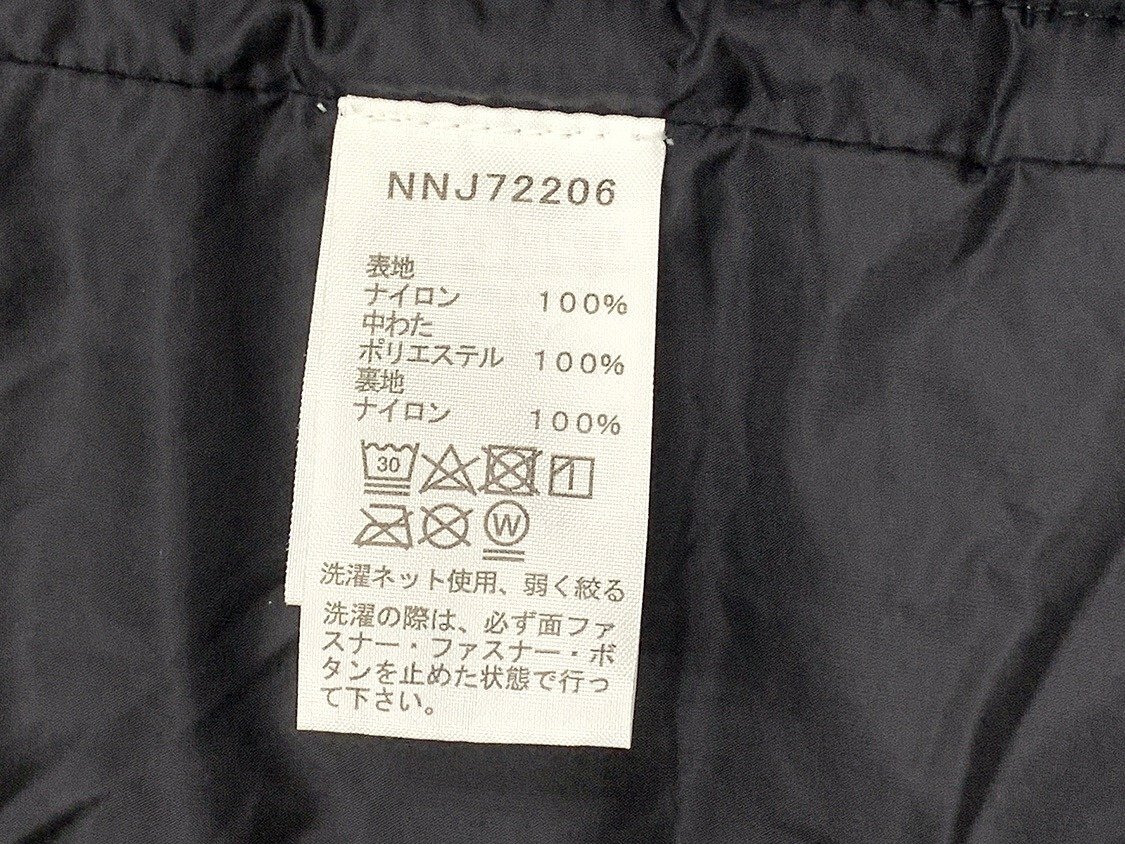 NNJ72206
表地
ナイロン 100%
中わた
ポリエステル 100%
裏地
ナイロン 100%
30
W
洗濯ネット使用、弱く絞る
洗濯の際は、必ず面ファ
スナー・ファスナー・ボ
タンを止めた状態で行っ
て下さい。